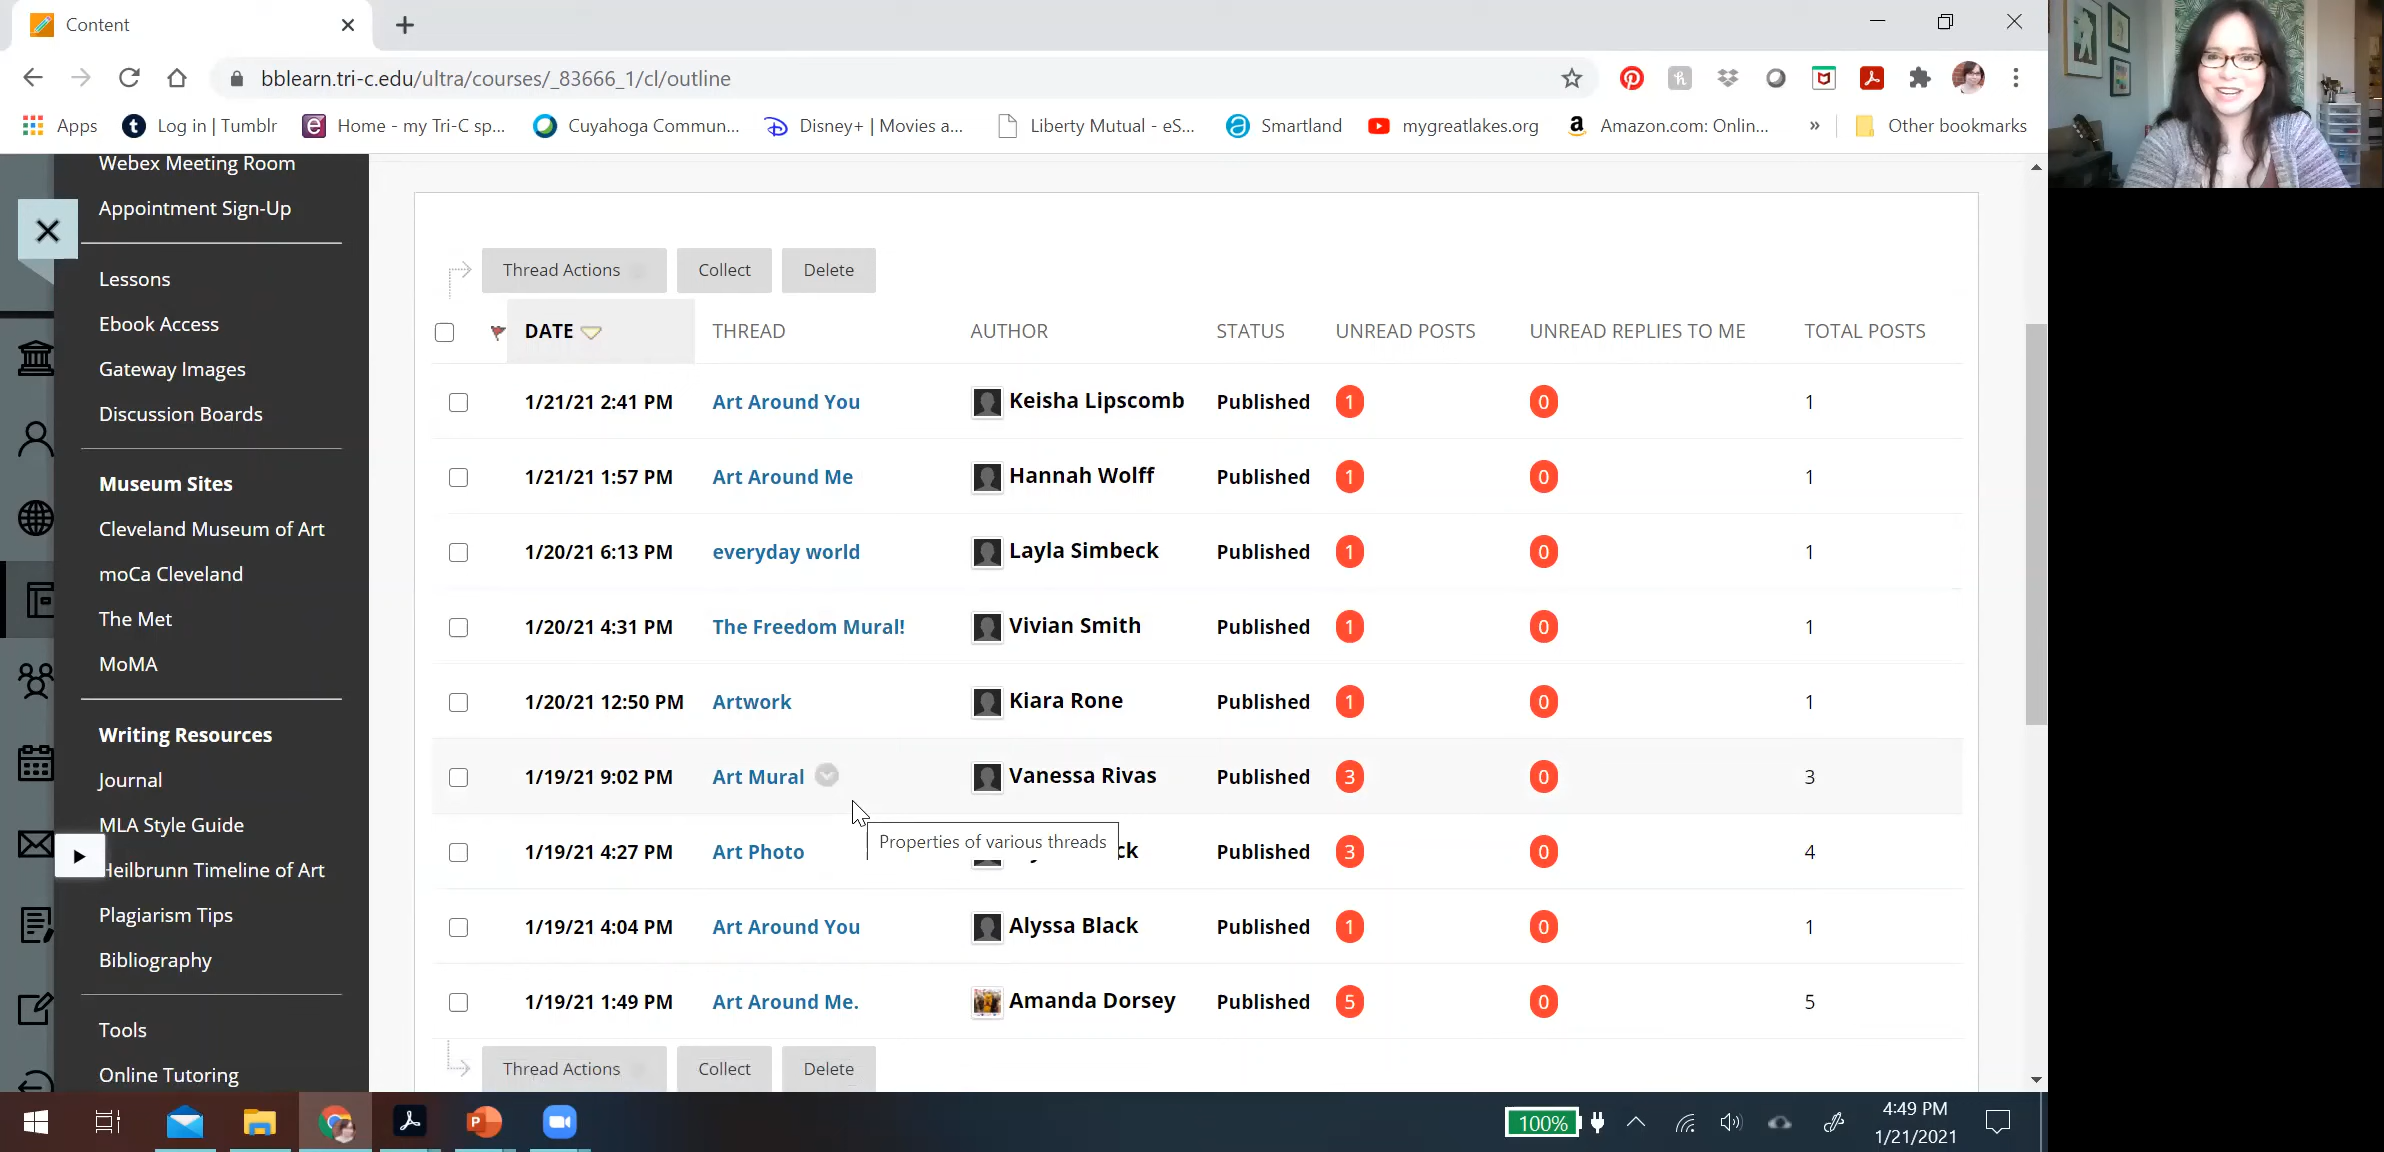 Content
bblearn.tri-c.edu/ultra/courses/_83666_1/cl/outline
Apps Log in | Tumblr Home - my Tri-C sp... Cuyahoga Commun... Disney+ | Movies a... Liberty Mutual - eS... Smartland mygreatlakes.org Amazon.com: Onlin... » Other bookmarks
Webex Meeting Room
Appointment Sign-Up
Lessons
Ebook Access
Gateway Images
Discussion Boards
Museum Sites
Cleveland Museum of Art
moCa Cleveland
The Met
MoMA
Writing Resources
Journal
MLA Style Guide
Heilbrunn Timeline of Art
Plagiarism Tips
Bibliography
Tools
Online Tutoring
Thread Actions Collect Delete
DATE THREAD AUTHOR STATUS UNREAD POSTS UNREAD REPLIES TO ME TOTAL POSTS
1/21/21 2:41 PM Art Around You Keisha Lipscomb Published 1 0 1
1/21/21 1:57 PM Art Around Me Hannah Wolff Published 1 0 1
1/20/21 6:13 PM everyday world Layla Simbeck Published 1 0 1
1/20/21 4:31 PM The Freedom Mural! Vivian Smith Published 1 0 1
1/20/21 12:50 PM Artwork Kiara Rone Published 1 0 1
1/19/21 9:02 PM Art Mural Vanessa Rivas Published 3 0 3
Properties of various threads
1/19/21 4:27 PM Art Photo ck Published 3 0 4
1/19/21 4:04 PM Art Around You Alyssa Black Published 1 0 1
1/19/21 1:49 PM Art Around Me. Amanda Dorsey Published 5 0 5
Thread Actions Collect Delete
100%
4:49 PM
1/21/2021